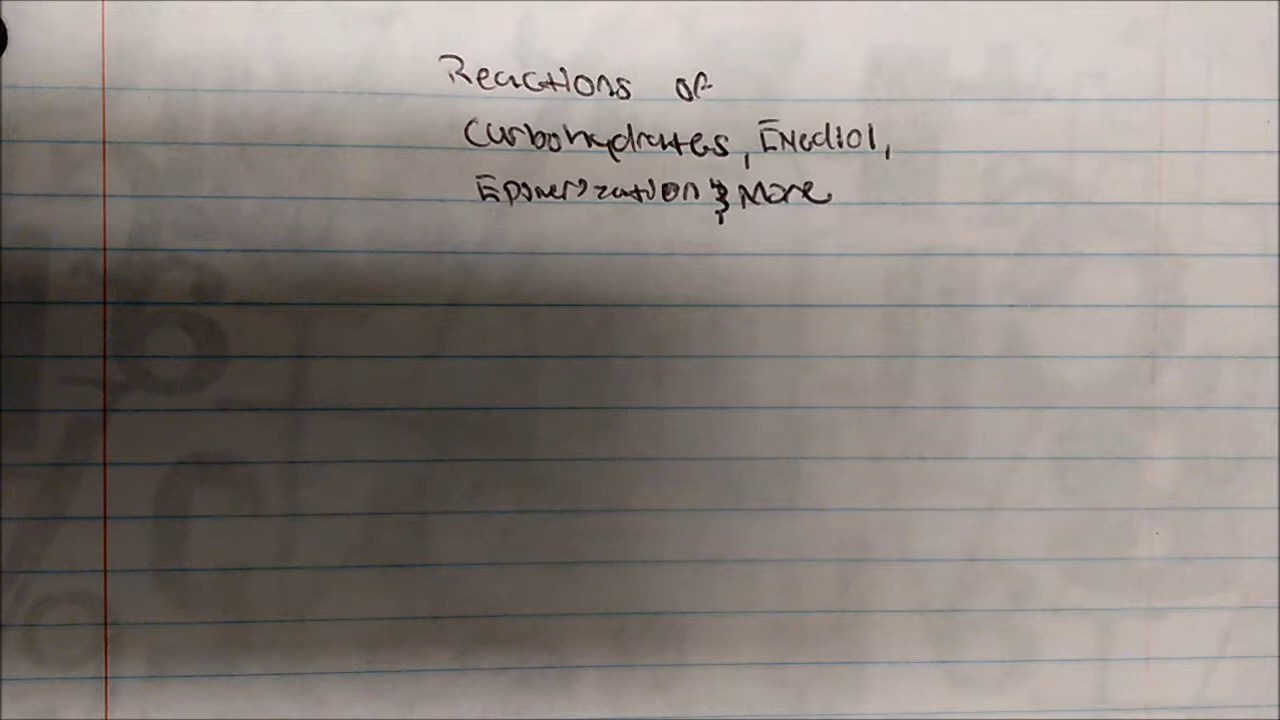 Reactions of
Carbohydrates, Enediol,
Epimerization & More